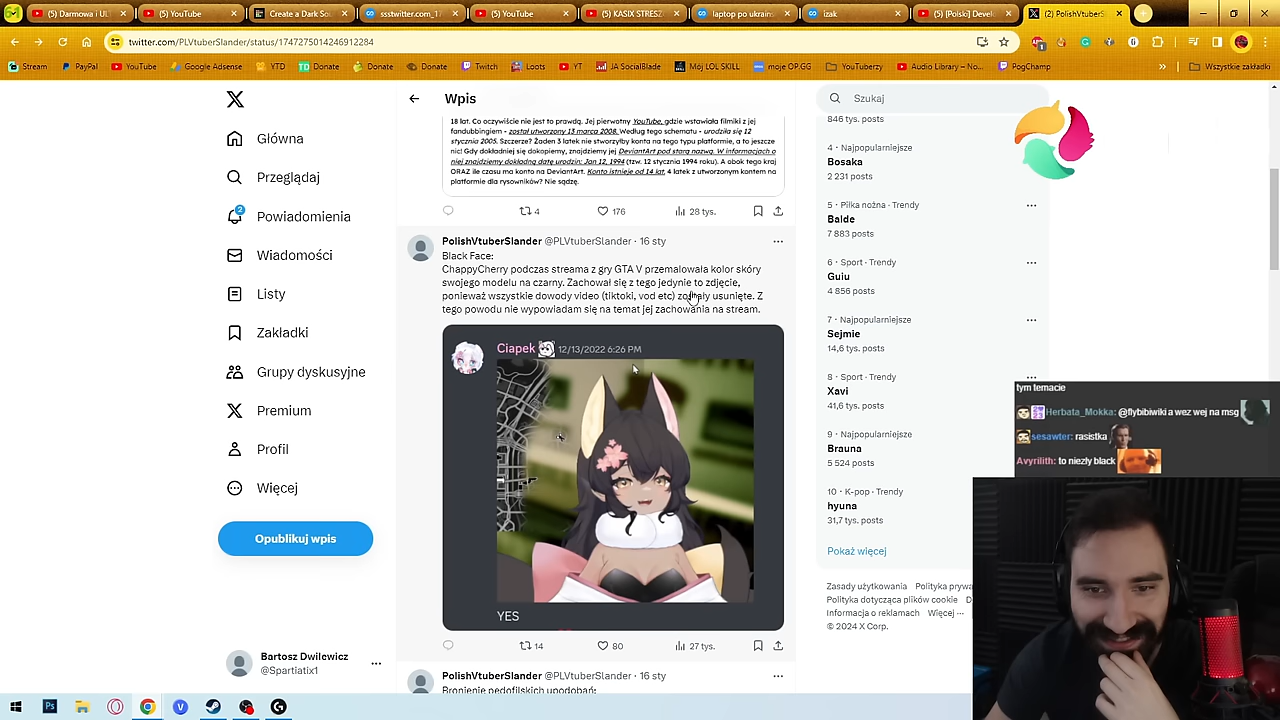 (5) Darmowa i UL
(5) YouTube
Create a Dark So
ssstwitter.com_17
(5) YouTube
(5) KASIX STRESZ
laptop po ukrains
izak
(5) [Polski] Devel
(2) PolishVtuberS
twitter.com/PLVtuberSlander/status/1747275014246912284
Stream
PayPal
YouTube
Google Adsense
YTD
Donate
Donate
Donate
Twitch
Loots
YT
JA SocialBlade
Mój LOL SKILL
moje OP.GG
YouTuberzy
Audio Library – No...
PogChamp
Wszystkie zakładki
Główna
Przeglądaj
2
Powiadomienia
Wiadomości
Listy
Zakładki
Grupy dyskusyjne
Premium
Profil
Więcej
Opublikuj wpis
Bartosz Dwilewicz
@Spartiatix1
Wpis
18 lat. Co oczywiście nie jest to prawdą. Jej pierwotny YouTube, gdzie wstawiała filmiki z jej
fandubbingiem - został utworzony 13 marca 2008. Według tego schematu - urodziła się 12
stycznia 2005. Szczerze? Żaden 3 latek nie stworzyłby konta na tego typu platformie, a to jeszcze
nic! Gdy dokładniej się dokopiemy, znajdziemy jej DeviantArt pod starą nazwą. W informacjach o
niej znajdziemy dokładną datę urodzin: Jan 12, 1994 (tzw. 12 stycznia 1994 roku). A obok tego kraj
ORAZ ile czasu ma konto na DeviantArt. Konto istnieje od 14 lat. 4 latek z utworzonym kontem na
platformie dla rysowników? Nie sądzę.
4
176
28 tys.
PolishVtuberSlander @PLVtuberSlander · 16 sty
Black Face:
ChappyCherry podczas streama z gry GTA V przemalowała kolor skóry
swojego modelu na czarny. Zachował się z tego jedynie to zdjęcie,
ponieważ wszystkie dowody video (tiktoki, vod etc) zostały usunięte. Z
tego powodu nie wypowiadam się na temat jej zachowania na stream.
Ciapek 12/13/2022 6:26 PM
YES
14
80
27 tys.
PolishVtuberSlander @PLVtuberSlander · 16 sty
Bronienie pedofilskich upodobań:
Szukaj
846 tys. posts
4 · Najpopularniejsze
Bosaka
2 231 posts
5 · Piłka nożna · Trendy
Balde
7 883 posts
6 · Sport · Trendy
Guiu
4 856 posts
7 · Najpopularniejsze
Sejmie
14,6 tys. posts
8 · Sport · Trendy
Xavi
41,6 tys. posts
9 · Najpopularniejsze
Brauna
5 524 posts
10 · K-pop · Trendy
hyuna
31,7 tys. posts
Pokaż więcej
Zasady użytkowania Polityka prywa
Polityka dotycząca plików cookie D
Informacja o reklamach Więcej ···
© 2024 X Corp.
tym temacie
Herbata_Mokka: @flybibiwiki a wez wej na msg
sesawter: rasistka
Avyrilith: to niezły black